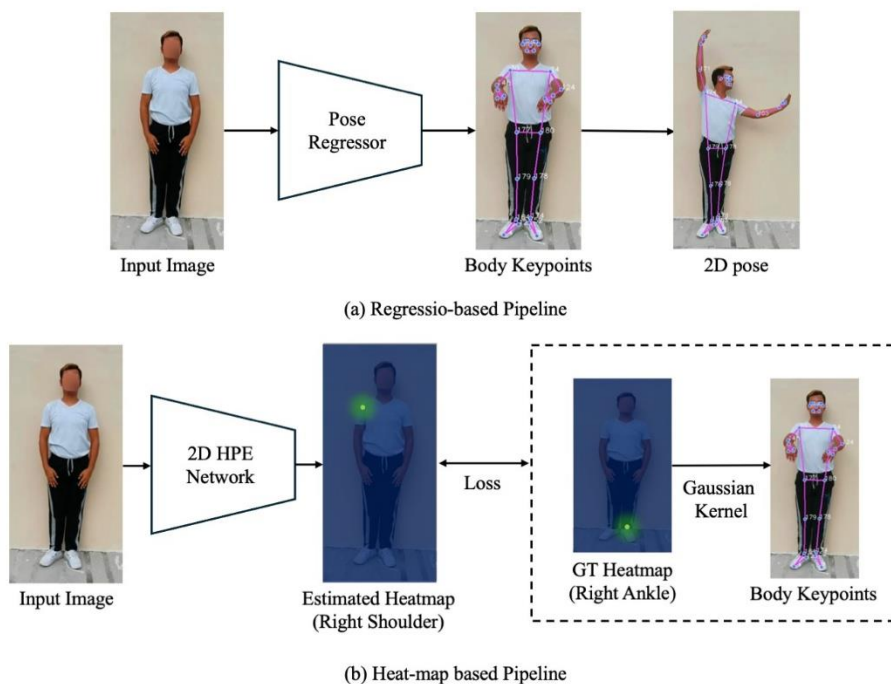 Pose
Regressor
Input Image
Body Keypoints
2D pose
(a) Regressio-based Pipeline
2D HPE
Network
Loss
Gaussian
Kernel
Input Image
Estimated Heatmap
(Right Shoulder)
GT Heatmap
(Right Ankle)
Body Keypoints
(b) Heat-map based Pipeline